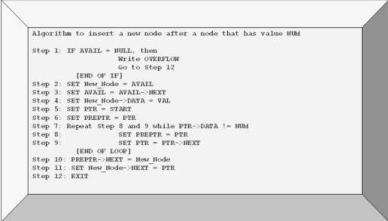 Algorithm to insert a new node after a node that has value NUM
Step 1: IF AVAIL = NULL, then
Write OVERFLOW
Go to Step 12
[END OF IF]
Step 2: SET New_Node = AVAIL
Step 3: SET AVAIL = AVAIL->NEXT
Step 4: SET New_Node->DATA = VAL
Step 5: SET PTR = START
Step 6: SET PREPTR = PTR
Step 7: Repeat Step 8 and 9 while PTR->DATA != NUM
Step 8: SET PREPTR = PTR
Step 9: SET PTR = PTR->NEXT
[END OF LOOP]
Step 10: PREPTR->NEXT = New_Node
Step 11: SET New_Node->NEXT = PTR
Step 12: EXIT